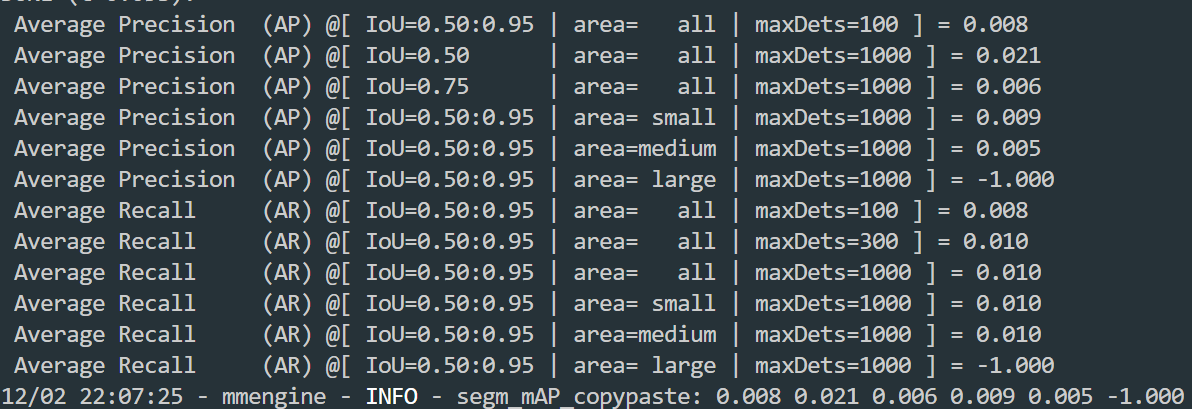 Average Precision  (AP) @[ IoU=0.50:0.95 | area=   all | maxDets=100 ] = 0.008
Average Precision  (AP) @[ IoU=0.50      | area=   all | maxDets=1000 ] = 0.021
Average Precision  (AP) @[ IoU=0.75      | area=   all | maxDets=1000 ] = 0.006
Average Precision  (AP) @[ IoU=0.50:0.95 | area= small | maxDets=1000 ] = 0.009
Average Precision  (AP) @[ IoU=0.50:0.95 | area=medium | maxDets=1000 ] = 0.005
Average Precision  (AP) @[ IoU=0.50:0.95 | area= large | maxDets=1000 ] = -1.000
Average Recall     (AR) @[ IoU=0.50:0.95 | area=   all | maxDets=100 ] = 0.008
Average Recall     (AR) @[ IoU=0.50:0.95 | area=   all | maxDets=300 ] = 0.010
Average Recall     (AR) @[ IoU=0.50:0.95 | area=   all | maxDets=1000 ] = 0.010
Average Recall     (AR) @[ IoU=0.50:0.95 | area= small | maxDets=1000 ] = 0.010
Average Recall     (AR) @[ IoU=0.50:0.95 | area=medium | maxDets=1000 ] = 0.010
Average Recall     (AR) @[ IoU=0.50:0.95 | area= large | maxDets=1000 ] = -1.000
12/02 22:07:25 - mmengine - INFO - segm_mAP_copypaste: 0.008 0.021 0.006 0.009 0.005 -1.000